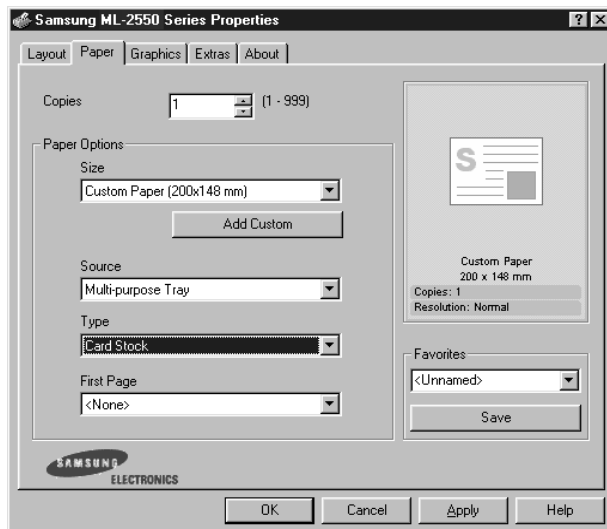 Samsung ML-2550 Series Properties
Layout Paper Graphics Extras About
Copies 1 (1 - 999)
Paper Options
Size
Custom Paper (200x148 mm)
Add Custom
Source
Multi-purpose Tray
Type
Card Stock
First Page
<None>
S
Custom Paper
200 x 148 mm
Copies: 1
Resolution: Normal
Favorites
<Unnamed>
Save
SAMSUNG
ELECTRONICS
OK Cancel Apply Help